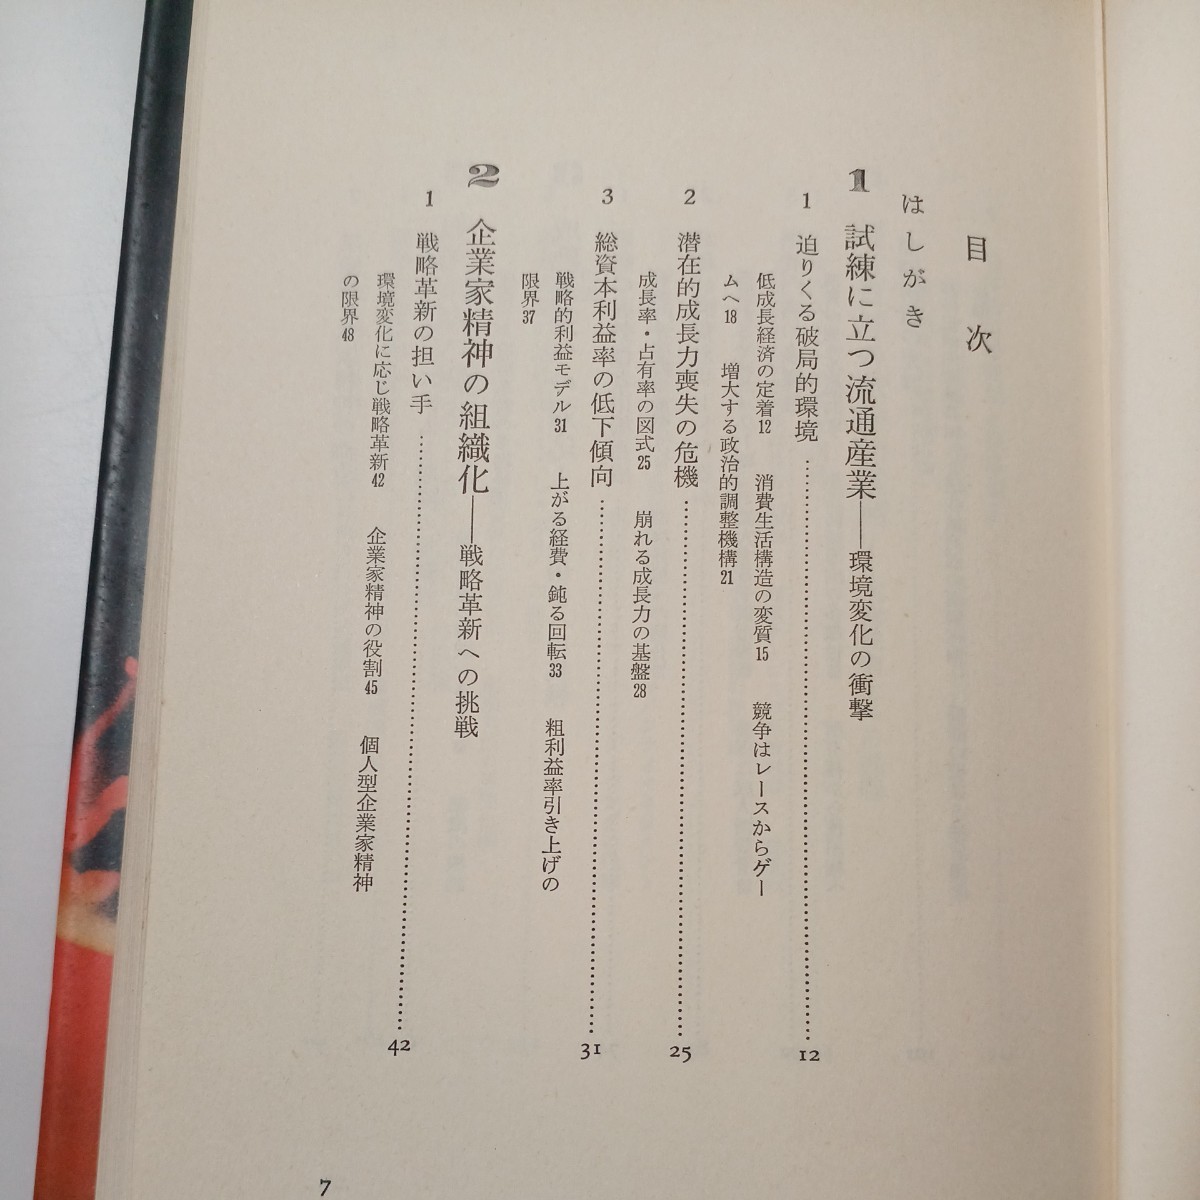 目次
はしがき
1 試練に立つ流通産業──環境変化の衝撃
1 迫りくる破局的環境……12
低成長経済の定着12 消費生活構造の変質15 競争はレースからゲー
ムへ18 増大する政治的調整機構21
2 潜在的成長力喪失の危機……25
成長率・占有率の図式25 崩れる成長力の基盤28
3 総資本利益率の低下傾向……31
戦略的利益モデル31 上がる経費・鈍る回転33 粗利益率引き上げの
限界37
2 企業家精神の組織化──戦略革新への挑戦
1 戦略革新の担い手……42
環境変化に応じ戦略革新42 企業家精神の役割45 個人型企業家精神
の限界48
7